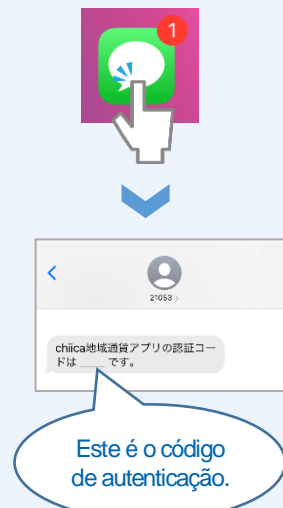 1
21053 >
chiica地域通貨アプリの認証コー
ドは ____ です。
Este é o código
de autenticação.